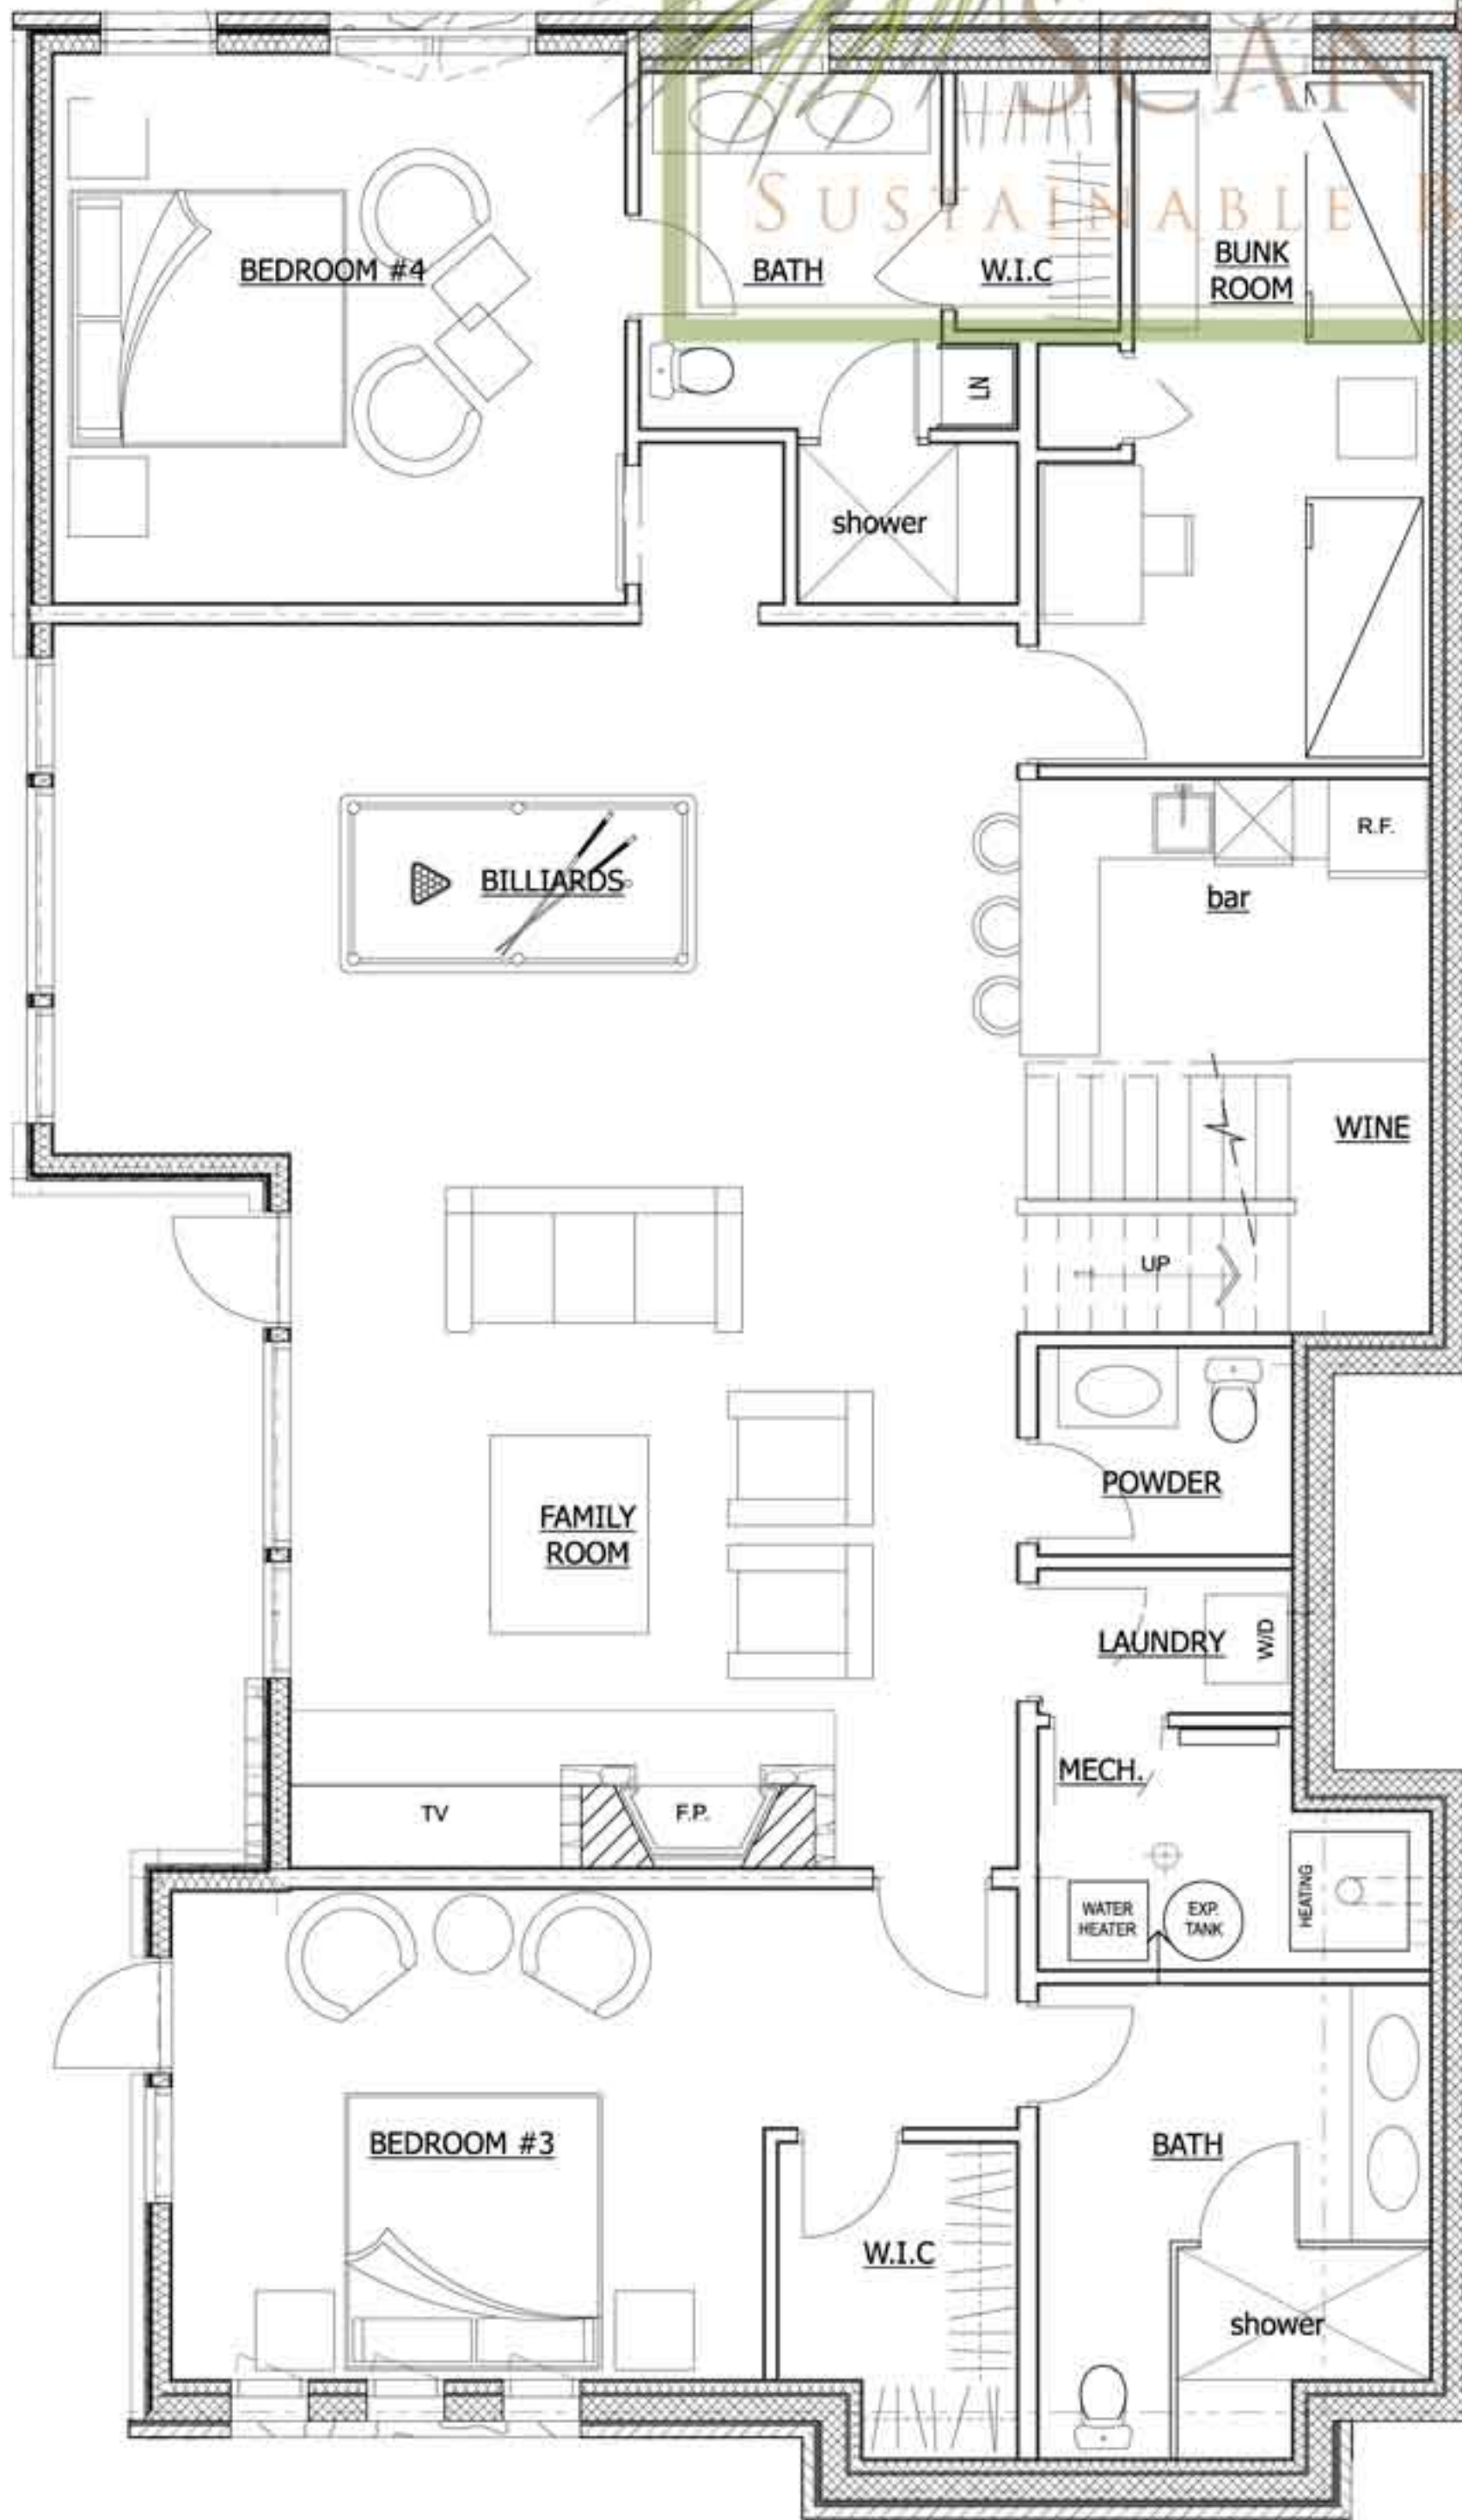 SCAN
SUSTAINABLE B
BEDROOM #4
BATH
W.I.C
BUNK
ROOM
LN
shower
BILLIARDS
R.F.
bar
WINE
UP
POWDER
FAMILY
ROOM
LAUNDRY
W/D
MECH.
TV
F.P.
WATER
HEATER
EXP.
TANK
HEATING
BEDROOM #3
BATH
W.I.C
shower